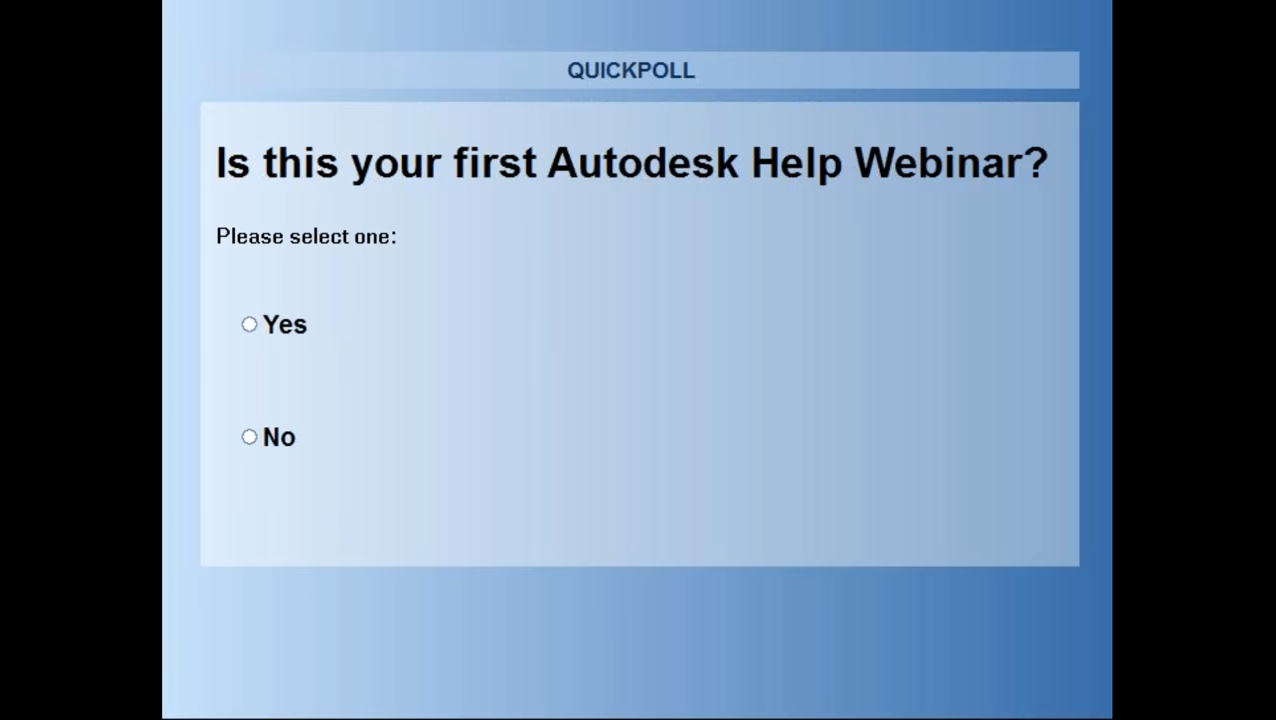 QUICKPOLL
Is this your first Autodesk Help Webinar?
Please select one:
Yes
No